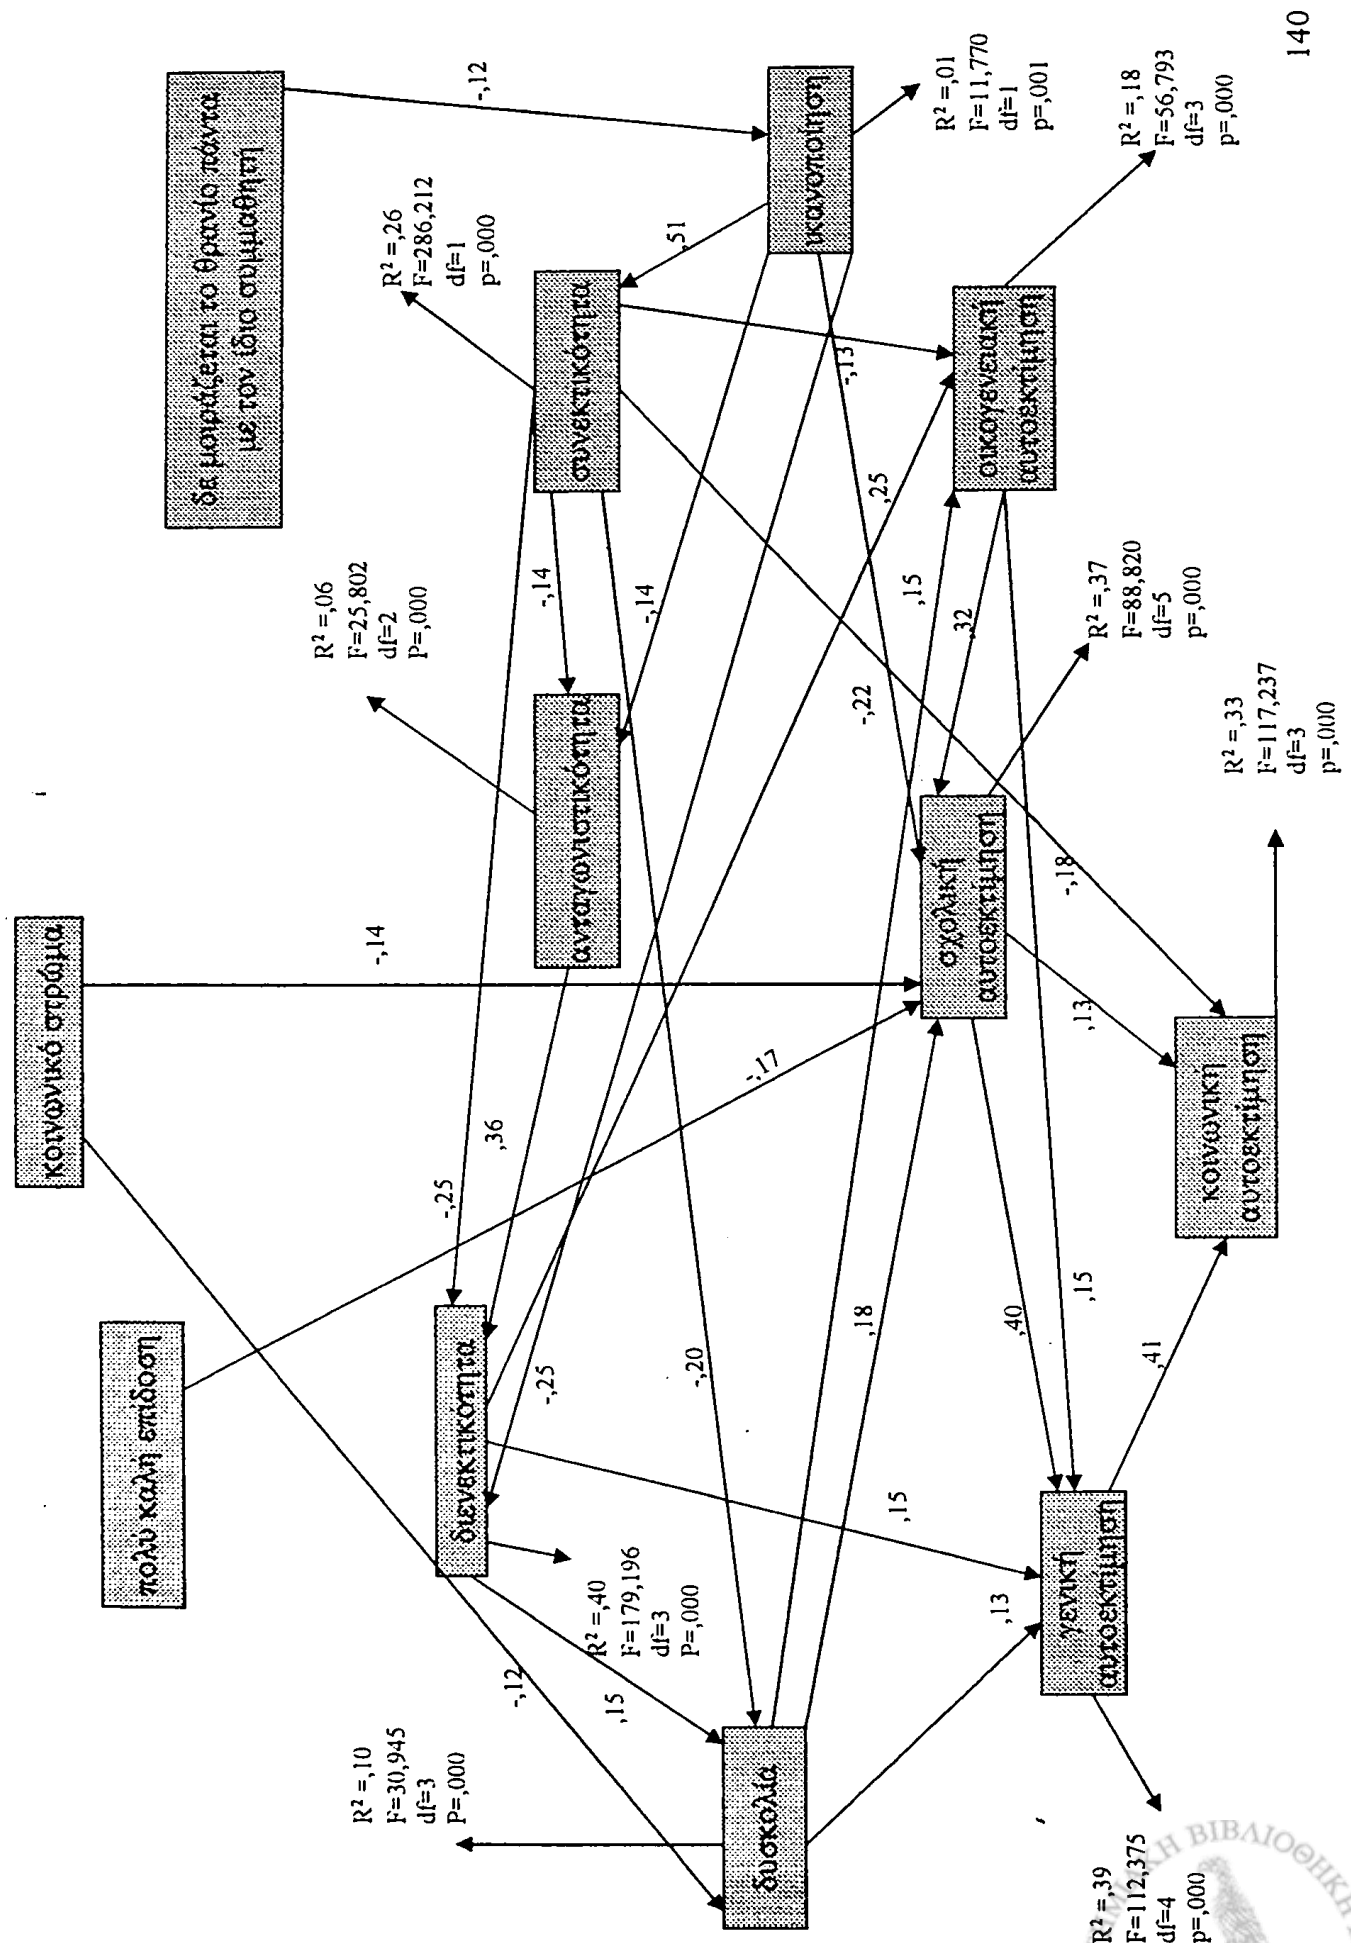 κοινωνικό στρώμα
πολύ καλή επίδοση
δε μοιράζεται το θρανίο πάντα
με τον ίδιο συμμαθητή
-,12
-,14
R² =,26
F=286,212
df=1
p=,000
R² =,06
F=25,802
df=2
P=,000
διενεκτικότητα
-,25
,36
ανταγωνιστικότητα
-,14
συνεκτικότητα
,51
ικανοποίηση
R² =,01
F=11,770
df=1
p=,001
-,12
,15
R² =,40
F=179,196
df=3
P=,000
-,25
-,17
-,14
R² =,10
F=30,945
df=3
P=,000
δυσκολία
-,20
,18
-,22
,15
,25
-,13
σχολική
αυτοεκτίμηση
,32
οικογενειακή
αυτοεκτίμηση
R² =,18
F=56,793
df=3
p=,000
,13
,15
,40
,15
,13
-,18
R² =,37
F=88,820
df=5
p=,000
γενική
αυτοεκτίμηση
,41
κοινωνική
αυτοεκτίμηση
R² =,33
F=117,237
df=3
p=,000
R² =,39
F=112,375
df=4
p=,000
140
ΒΙΒΛΙΟΘΗΚΗ